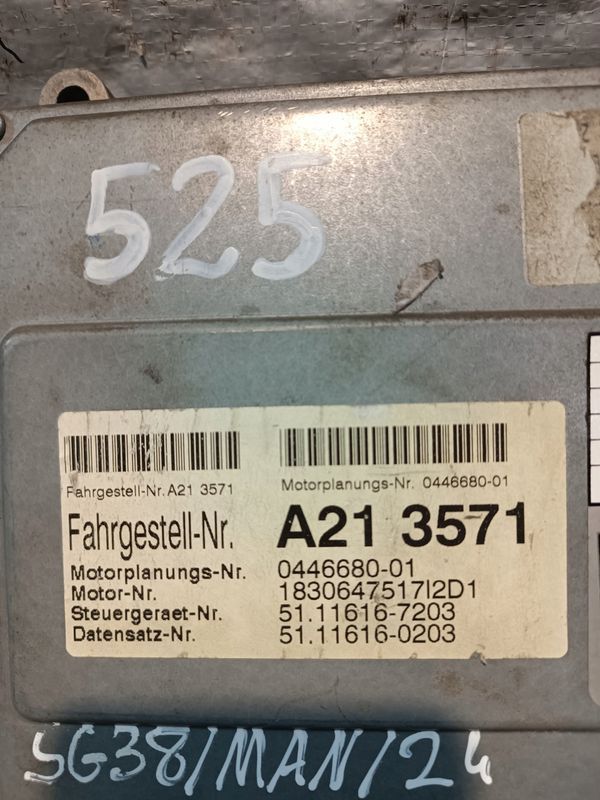 525
Fahrgestell-Nr. A21 3571
Motorplanungs-Nr. 0446680-01
Fahrgestell-Nr. A21 3571
Motorplanungs-Nr. 0446680-01
Motor-Nr. 1830647517I2D1
Steuergeraet-Nr. 51.11616-7203
Datensatz-Nr. 51.11616-0203
SG38/MAN/24